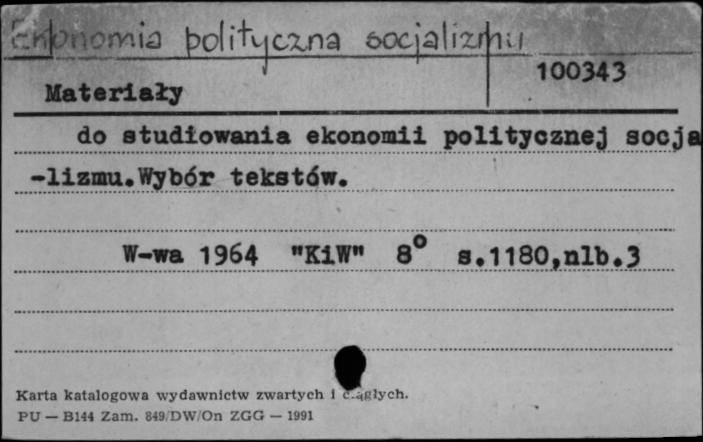 Ekonomia polityczna socjalizmu
100343
Materiały
do studiowania ekonomii politycznej socja
-lizmu.Wybór tekstów.
W-wa 1964 "KiW" 8° s.1180,nlb.3
Karta katalogowa wydawnictw zwartych i ciągłych.
PU — B144 Zam. 849/DW/On ZGG — 1991